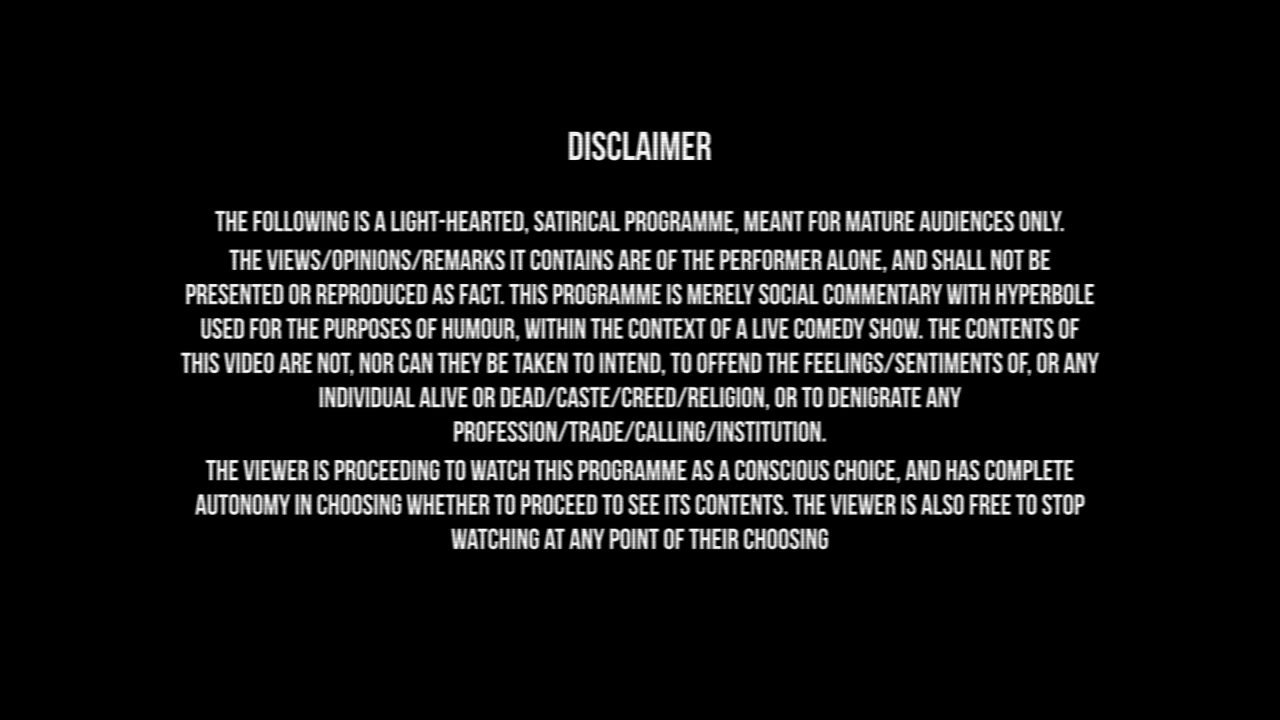 DISCLAIMER
THE FOLLOWING IS A LIGHT-HEARTED, SATIRICAL PROGRAMME, MEANT FOR MATURE AUDIENCES ONLY.
THE VIEWS/OPINIONS/REMARKS IT CONTAINS ARE OF THE PERFORMER ALONE, AND SHALL NOT BE
PRESENTED OR REPRODUCED AS FACT. THIS PROGRAMME IS MERELY SOCIAL COMMENTARY WITH HYPERBOLE
USED FOR THE PURPOSES OF HUMOUR, WITHIN THE CONTEXT OF A LIVE COMEDY SHOW. THE CONTENTS OF
THIS VIDEO ARE NOT, NOR CAN THEY BE TAKEN TO INTEND, TO OFFEND THE FEELINGS/SENTIMENTS OF, OR ANY
INDIVIDUAL ALIVE OR DEAD/CASTE/CREED/RELIGION, OR TO DENIGRATE ANY
PROFESSION/TRADE/CALLING/INSTITUTION.
THE VIEWER IS PROCEEDING TO WATCH THIS PROGRAMME AS A CONSCIOUS CHOICE, AND HAS COMPLETE
AUTONOMY IN CHOOSING WHETHER TO PROCEED TO SEE ITS CONTENTS. THE VIEWER IS ALSO FREE TO STOP
WATCHING AT ANY POINT OF THEIR CHOOSING